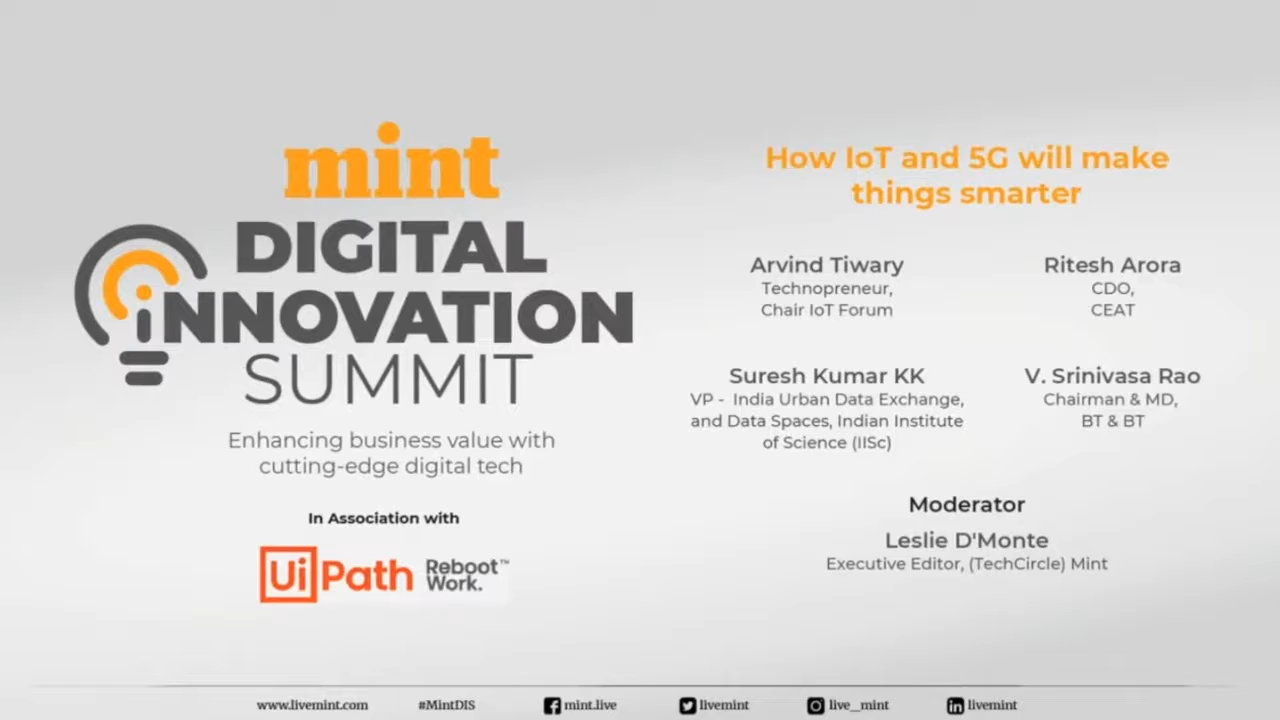 mint
DIGITAL
iNNOVATION
SUMMIT
Enhancing business value with
cutting-edge digital tech
In Association with
UiPath Reboot™
Work.
How IoT and 5G will make
things smarter
Arvind Tiwary
Technopreneur,
Chair IoT Forum
Ritesh Arora
CDO,
CEAT
Suresh Kumar KK
VP - India Urban Data Exchange,
and Data Spaces, Indian Institute
of Science (IISc)
V. Srinivasa Rao
Chairman & MD,
BT & BT
Moderator
Leslie D'Monte
Executive Editor, (TechCircle) Mint
www.livemint.com #MintDIS mint.live livemint live_mint livemint